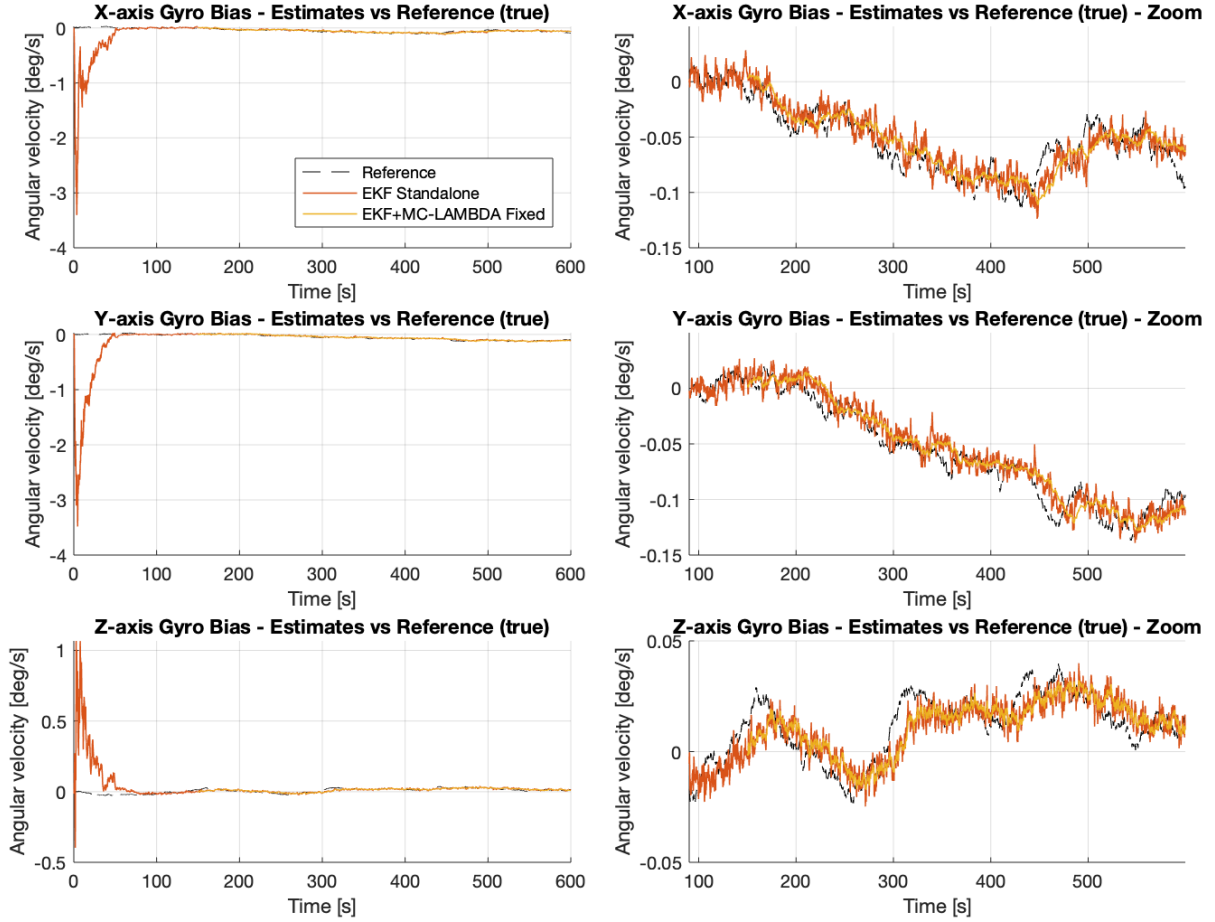 X-axis Gyro Bias - Estimates vs Reference (true)
0
-1
-2
-3
-4
Angular velocity [deg/s]
Reference
EKF Standalone
EKF+MC-LAMBDA Fixed
0 100 200 300 400 500 600
Time [s]
X-axis Gyro Bias - Estimates vs Reference (true) - Zoom
0
-0.05
-0.1
-0.15
Angular velocity [deg/s]
100 200 300 400 500
Time [s]
Y-axis Gyro Bias - Estimates vs Reference (true)
0
-1
-2
-3
-4
Angular velocity [deg/s]
0 100 200 300 400 500 600
Time [s]
Y-axis Gyro Bias - Estimates vs Reference (true) - Zoom
0
-0.05
-0.1
-0.15
Angular velocity [deg/s]
100 200 300 400 500
Time [s]
Z-axis Gyro Bias - Estimates vs Reference (true)
1
0.5
0
-0.5
Angular velocity [deg/s]
0 100 200 300 400 500 600
Time [s]
Z-axis Gyro Bias - Estimates vs Reference (true) - Zoom
0.05
0
-0.05
Angular velocity [deg/s]
100 200 300 400 500
Time [s]